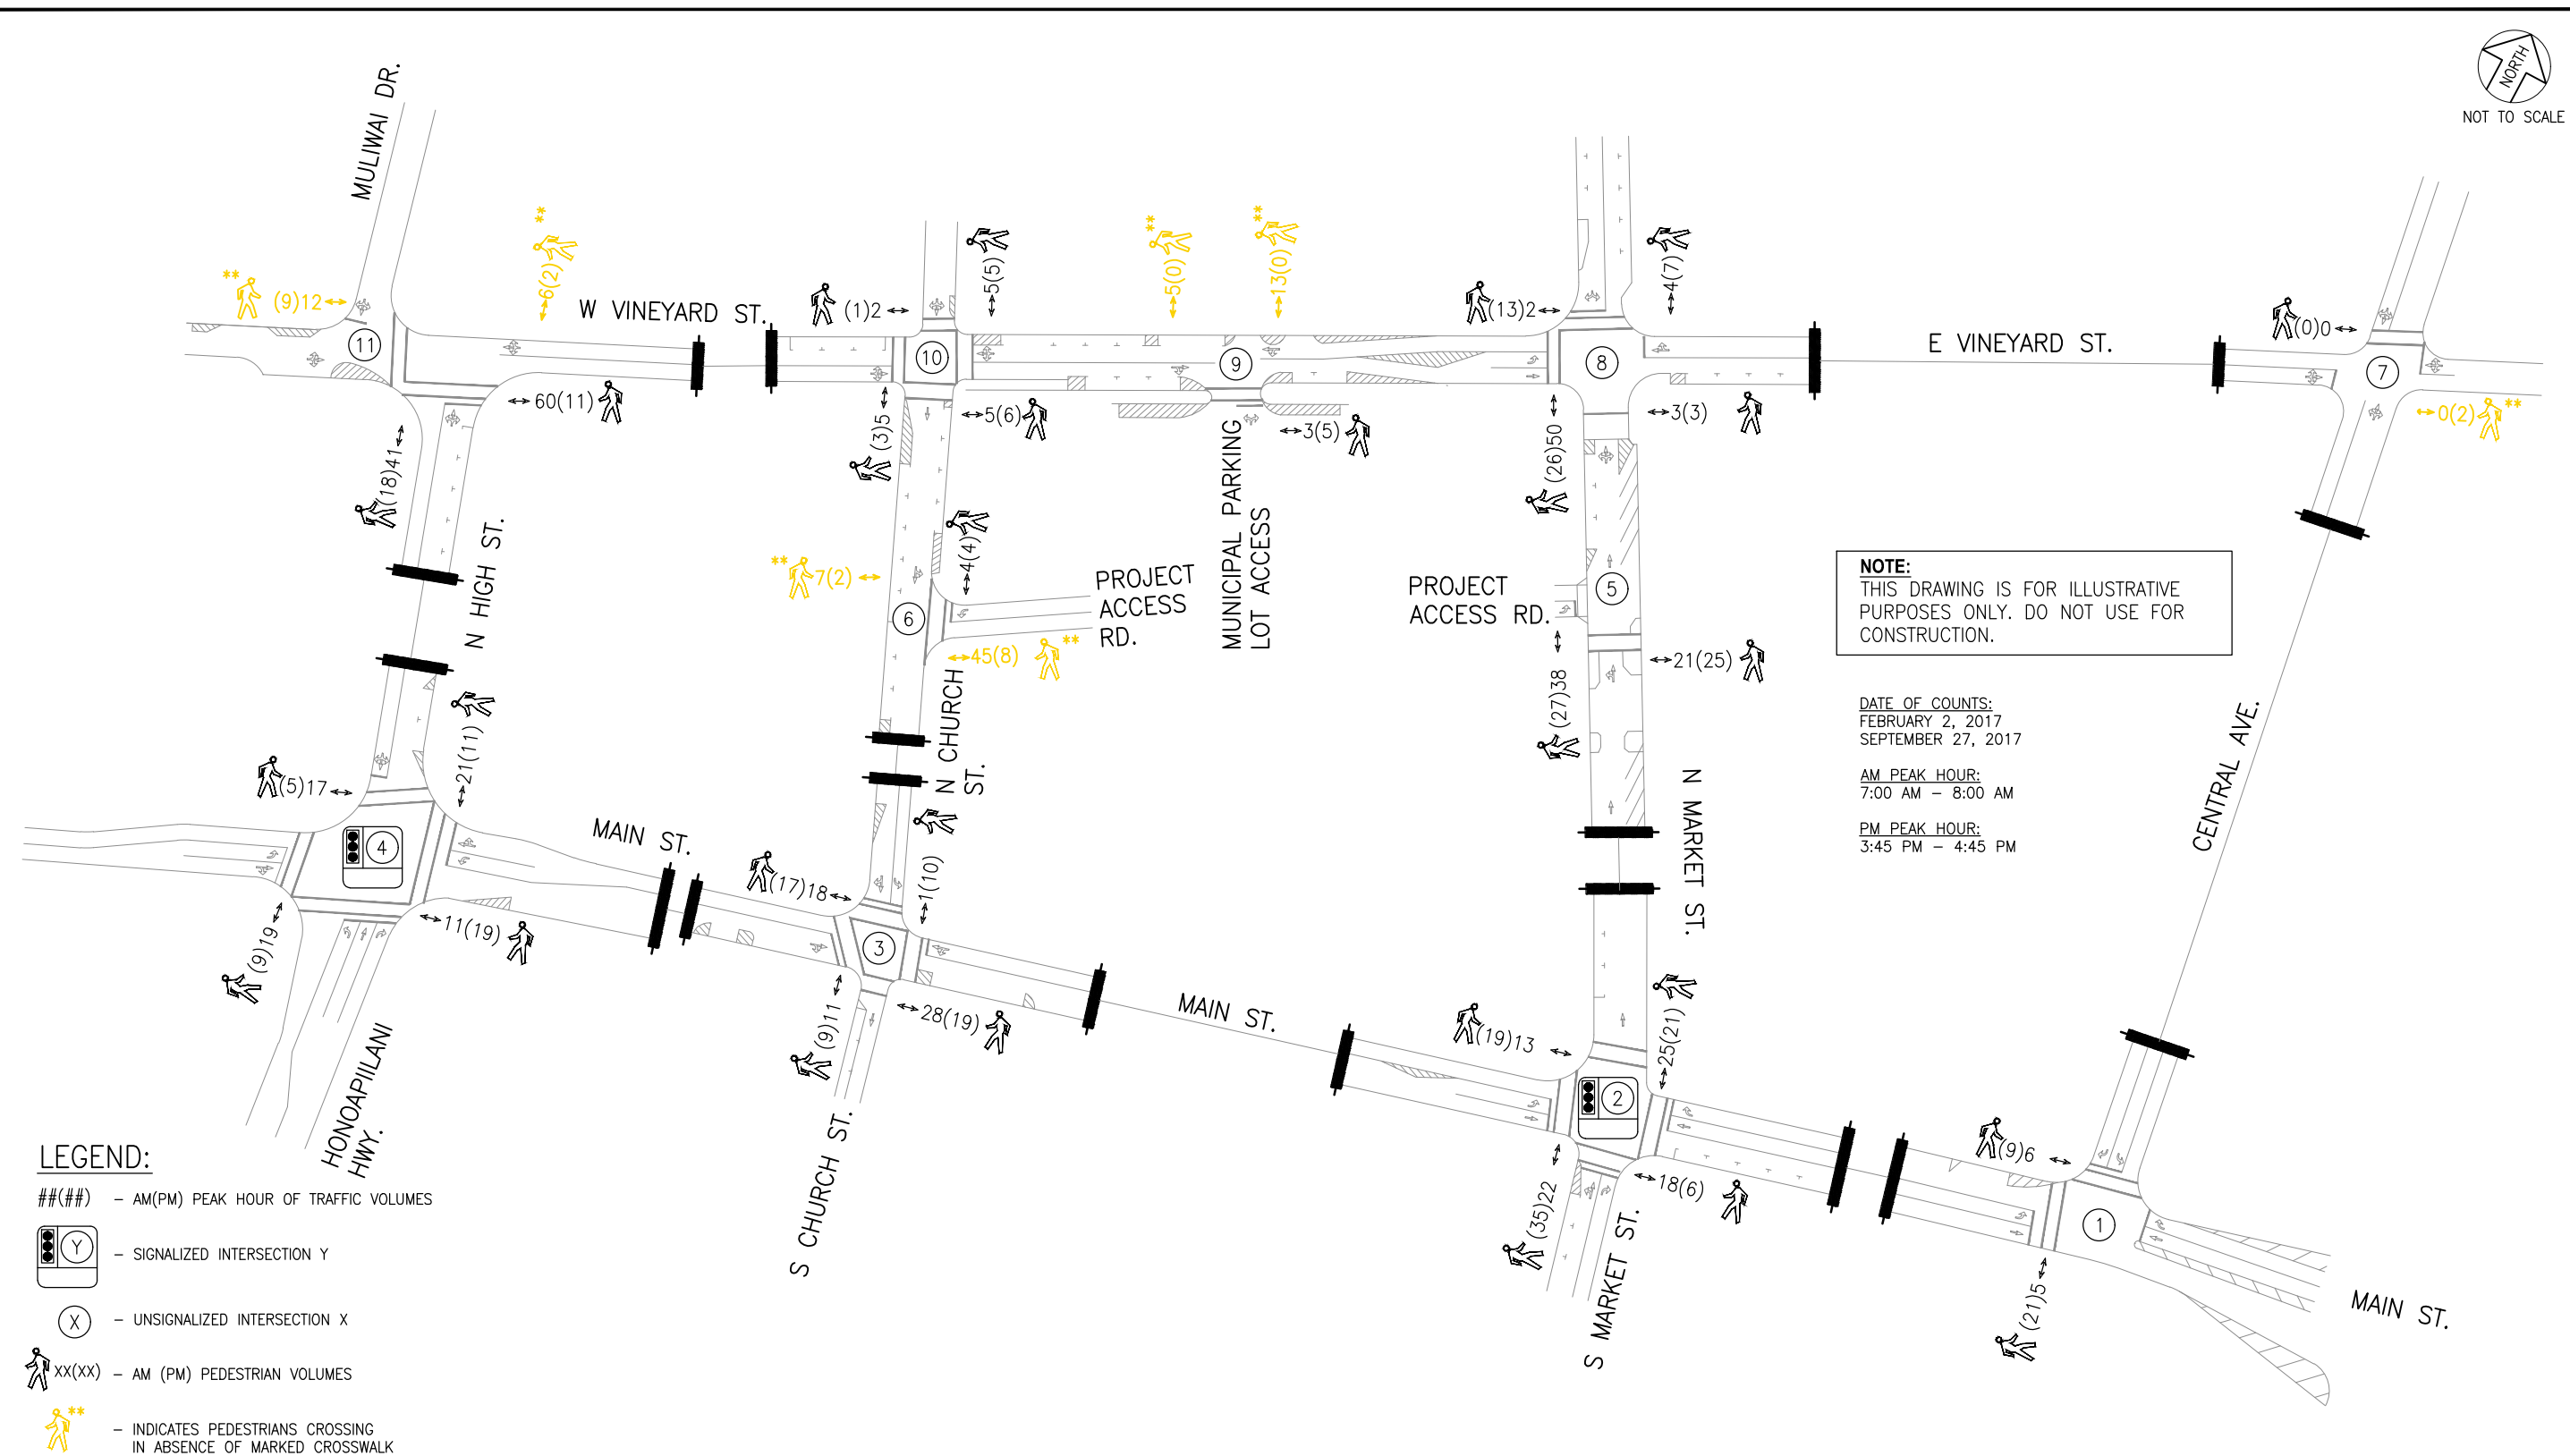 NORTH
NOT TO SCALE
MULIWAI DR.
**
(9)12
**
6(2)
W VINEYARD ST.
(1)2
5(5)
**
5(0)
**
13(0)
(13)2
4(7)
E VINEYARD ST.
(0)0
11
10
9
8
7
60(11)
(3)5
5(6)
3(5)
(26)50
3(3)
0(2)
**
(18)41
N HIGH ST.
**
7(2)
4(4)
6
PROJECT
ACCESS
RD.
45(8)
**
MUNICIPAL PARKING
LOT ACCESS
PROJECT
ACCESS RD.
5
(27)38
21(25)
NOTE:
THIS DRAWING IS FOR ILLUSTRATIVE
PURPOSES ONLY. DO NOT USE FOR
CONSTRUCTION.
DATE OF COUNTS:
FEBRUARY 2, 2017
SEPTEMBER 27, 2017
AM PEAK HOUR:
7:00 AM – 8:00 AM
PM PEAK HOUR:
3:45 PM – 4:45 PM
N CHURCH
ST.
N MARKET ST.
CENTRAL AVE.
(5)17
21(11)
4
MAIN ST.
(17)18
11(10)
3
(9)19
11(19)
(9)11
28(19)
MAIN ST.
(19)13
25(21)
2
HONOAPIILANI
HWY.
S CHURCH ST.
(35)22
18(6)
S MARKET ST.
(9)6
1
(21)5
MAIN ST.
LEGEND:
##(##) – AM(PM) PEAK HOUR OF TRAFFIC VOLUMES
Y – SIGNALIZED INTERSECTION Y
X – UNSIGNALIZED INTERSECTION X
XX(XX) – AM (PM) PEDESTRIAN VOLUMES
** – INDICATES PEDESTRIANS CROSSING
IN ABSENCE OF MARKED CROSSWALK